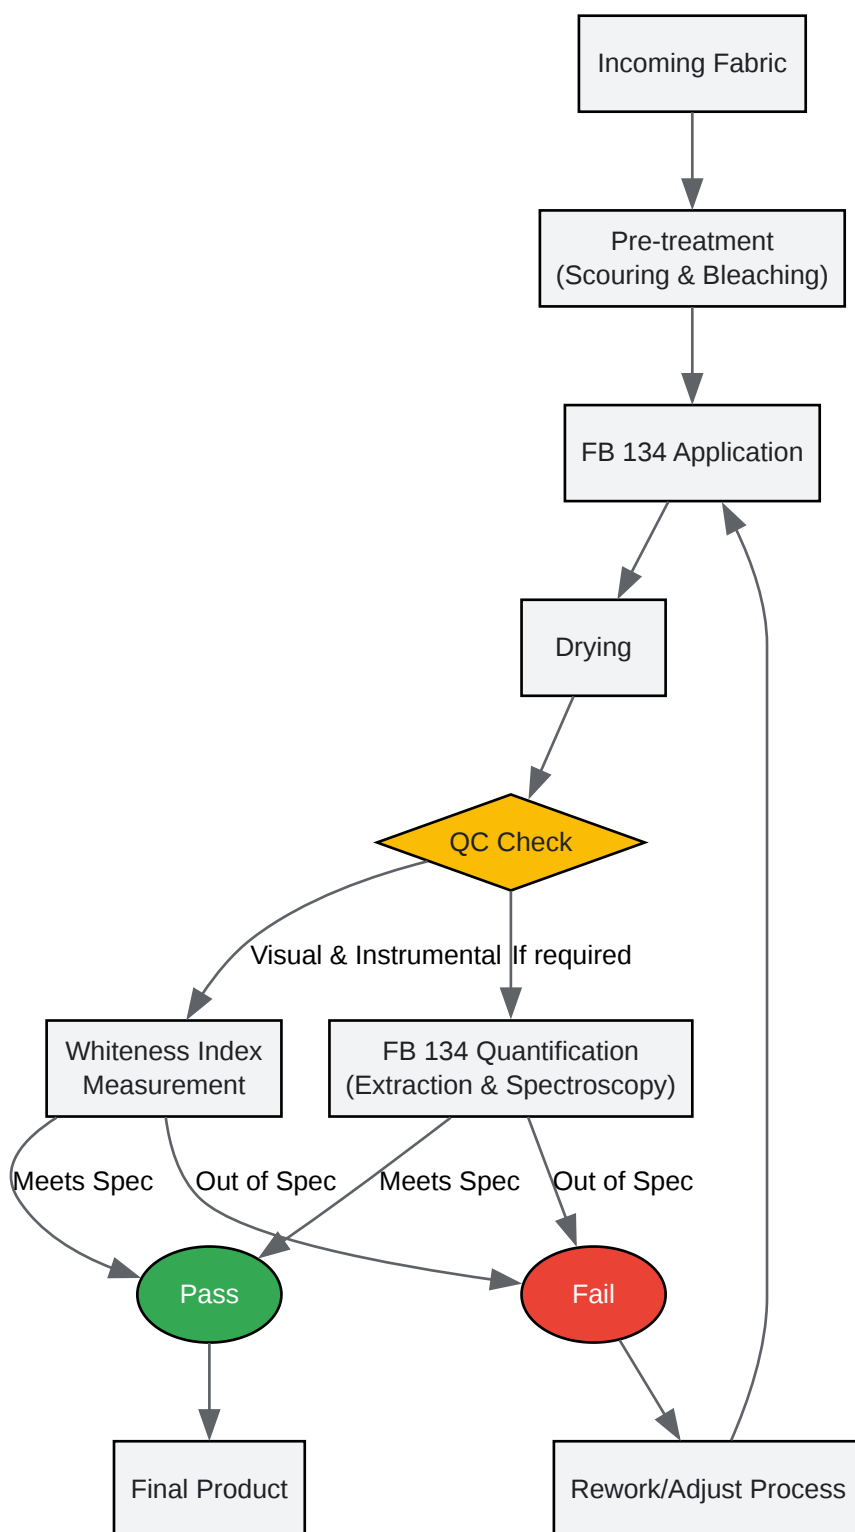 Incoming Fabric
Pre-treatment
(Scouring & Bleaching)
FB 134 Application
Drying
QC Check
Visual & Instrumental
If required
Whiteness Index
Measurement
FB 134 Quantification
(Extraction & Spectroscopy)
Meets Spec
Out of Spec
Meets Spec
Out of Spec
Pass
Fail
Final Product
Rework/Adjust Process